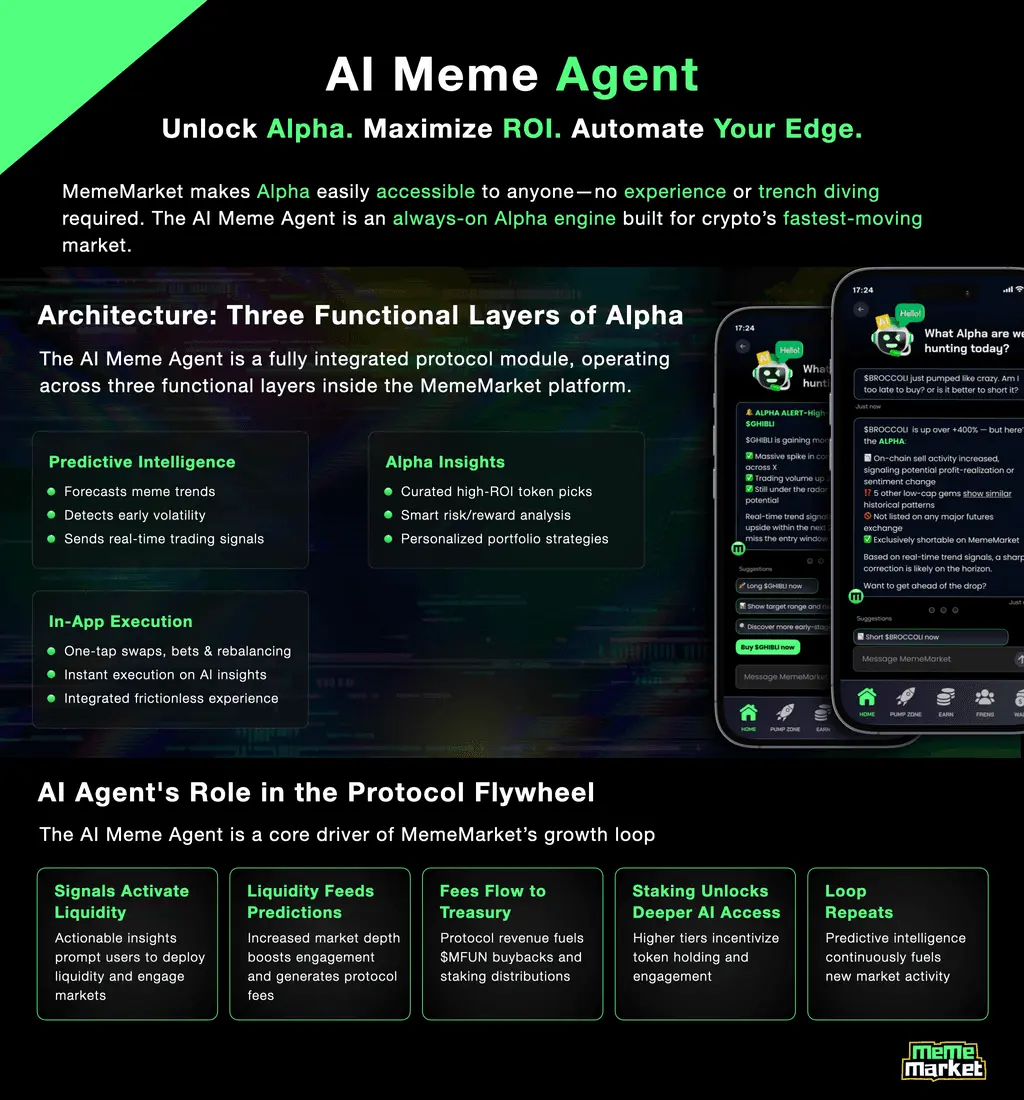 AI Meme Agent
Unlock Alpha. Maximize ROI. Automate Your Edge.
MemeMarket makes Alpha easily accessible to anyone—no experience or trench diving
required. The AI Meme Agent is an always-on Alpha engine built for crypto’s fastest-moving
market.
Architecture: Three Functional Layers of Alpha
The AI Meme Agent is a fully integrated protocol module, operating
across three functional layers inside the MemeMarket platform.
Predictive Intelligence
Forecasts meme trends
Detects early volatility
Sends real-time trading signals
Alpha Insights
Curated high-ROI token picks
Smart risk/reward analysis
Personalized portfolio strategies
In-App Execution
One-tap swaps, bets & rebalancing
Instant execution on AI insights
Integrated frictionless experience
17:24
AI
Hello!
🔔 ALPHA ALERT-High-
$GHIBLI
$GHIBLI is gaining
✅ Massive spike in
across X
✅ Trading volume up
✅ Still under the radar
potential
Real-time trend
upside within the next
miss the entry window
Suggestions
🚀 Long $GHIBLI now
Show target range and
Discover more
Buy $GHIBLI now
Message MemeMarket
HOME
PUMP ZONE
EARN
17:24
AI
Hello!
What Alpha are we
hunting today?
$BROCCOLI just pumped like crazy. Am I
too late to buy? or is it better to short it?
Just now
$BROCCOLI is up over +400% — but here'
the ALPHA:
On-chain sell activity increased,
signaling potential profit-realization or
sentiment change
⁉️ 5 other low-cap gems show similar
historical patterns
🚫 Not listed on any major futures
exchange
✅ Exclusively shortable on MemeMarket
Based on real-time trend signals, a sharp
correction is likely on the horizon.
Want to get ahead of the drop?
Just
Suggestions
Short $BROCCOLI now
Message MemeMarket
HOME
PUMP ZONE
EARN
FRENS
AI Agent's Role in the Protocol Flywheel
The AI Meme Agent is a core driver of MemeMarket’s growth loop
Signals Activate
Liquidity
Actionable insights
prompt users to deploy
liquidity and engage
markets
Liquidity Feeds
Predictions
Increased market depth
boosts engagement
and generates protocol
fees
Fees Flow to
Treasury
Protocol revenue fuels
$MFUN buybacks and
staking distributions
Staking Unlocks
Deeper AI Access
Higher tiers incentivize
token holding and
engagement
Loop
Repeats
Predictive intelligence
continuously fuels
new market activity
meme
market